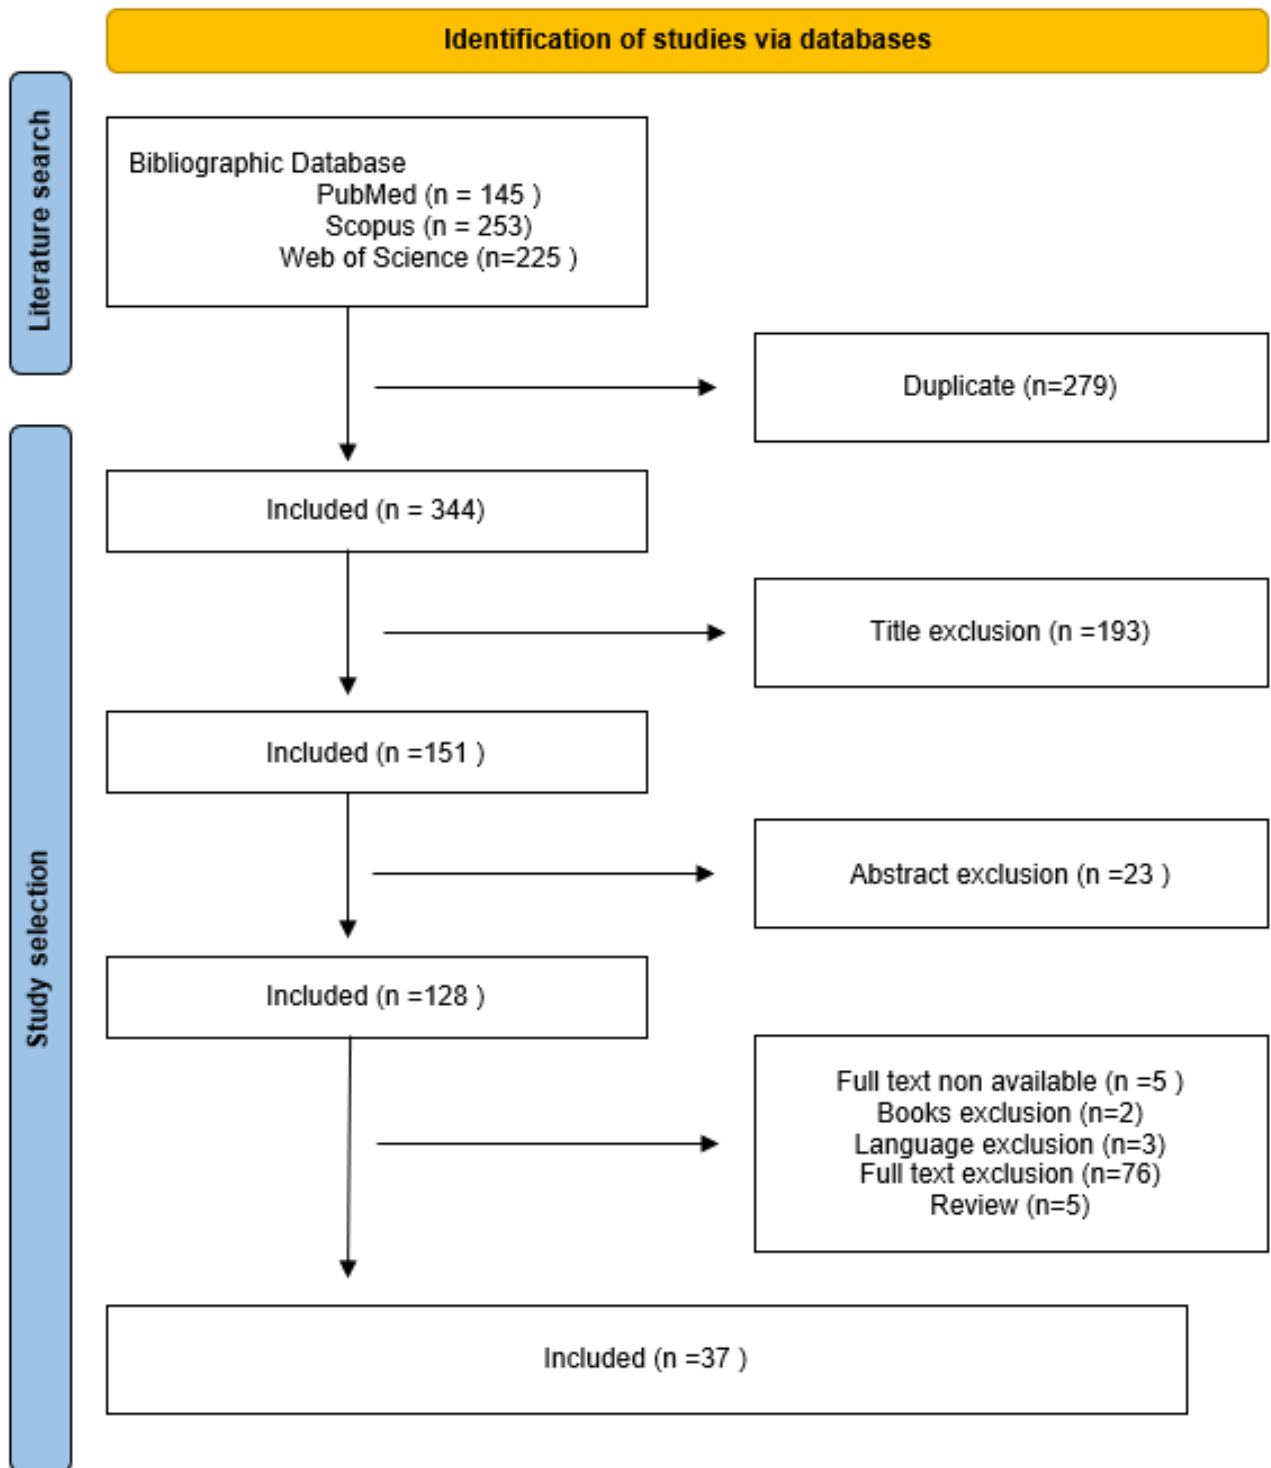 Identification of studies via databases
Literature search
Bibliographic Database
PubMed (n = 145 )
Scopus (n = 253)
Web of Science (n=225 )
Duplicate (n=279)
Study selection
Included (n = 344)
Title exclusion (n =193)
Included (n =151 )
Abstract exclusion (n =23 )
Included (n =128 )
Full text non available (n =5 )
Books exclusion (n=2)
Language exclusion (n=3)
Full text exclusion (n=76)
Review (n=5)
Included (n =37 )